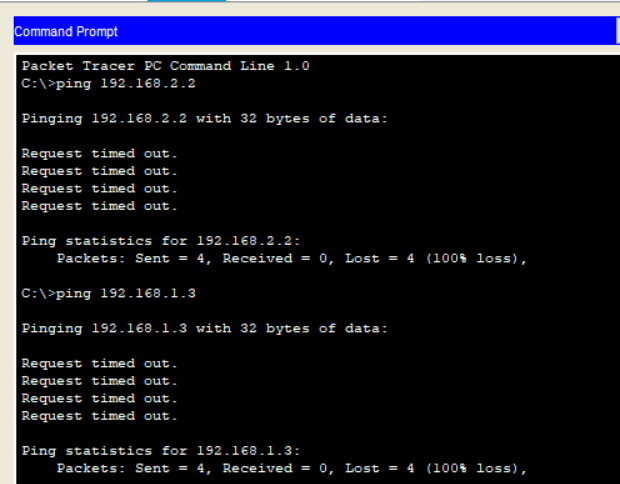 Command Prompt
Packet Tracer PC Command Line 1.0
C:\>ping 192.168.2.2
Pinging 192.168.2.2 with 32 bytes of data:
Request timed out.
Request timed out.
Request timed out.
Request timed out.
Ping statistics for 192.168.2.2:
    Packets: Sent = 4, Received = 0, Lost = 4 (100% loss),
C:\>ping 192.168.1.3
Pinging 192.168.1.3 with 32 bytes of data:
Request timed out.
Request timed out.
Request timed out.
Request timed out.
Ping statistics for 192.168.1.3:
    Packets: Sent = 4, Received = 0, Lost = 4 (100% loss),